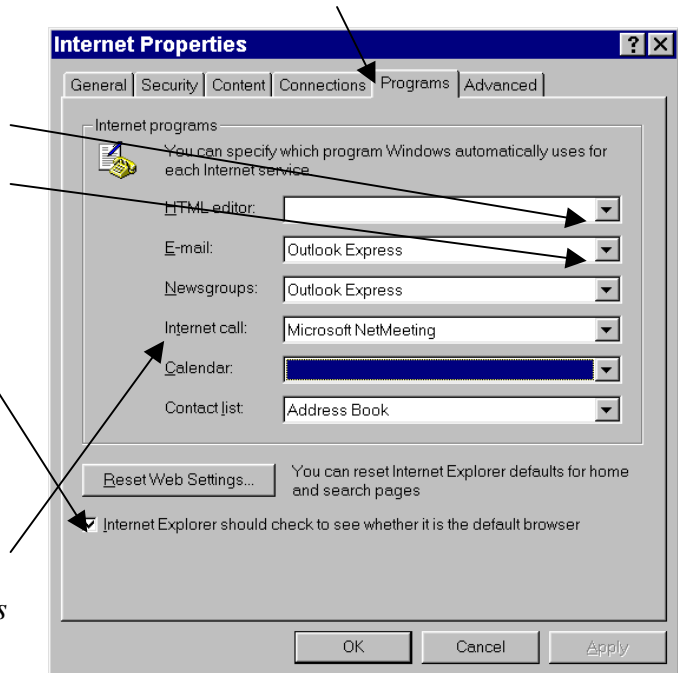 Internet Properties
General Security Content Connections Programs Advanced
Internet programs
You can specify which program Windows automatically uses for
each Internet service.
HTML editor:
E-mail: Outlook Express
Newsgroups: Outlook Express
Internet call: Microsoft NetMeeting
Calendar:
Contact list: Address Book
Reset Web Settings... You can reset Internet Explorer defaults for home
and search pages
Internet Explorer should check to see whether it is the default browser
s
OK Cancel Apply